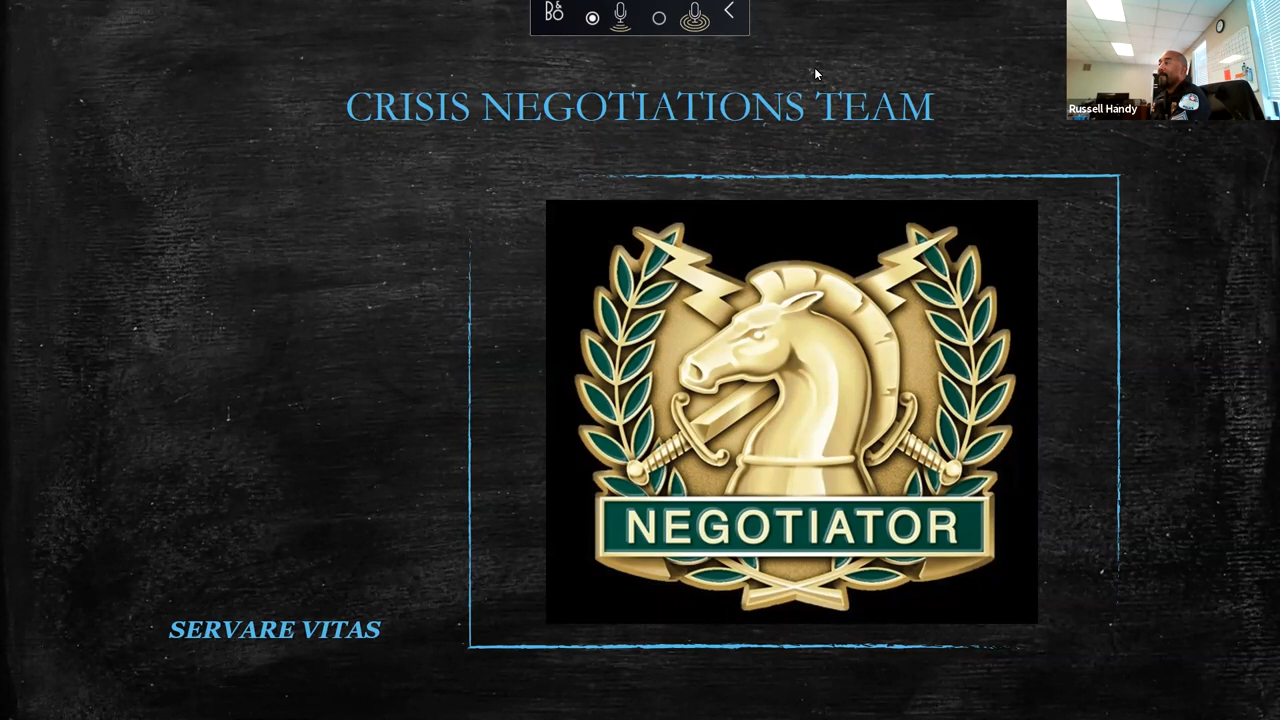 B&O
CRISIS NEGOTIATIONS TEAM
Russell Handy
NEGOTIATOR
SERVARE VITAS